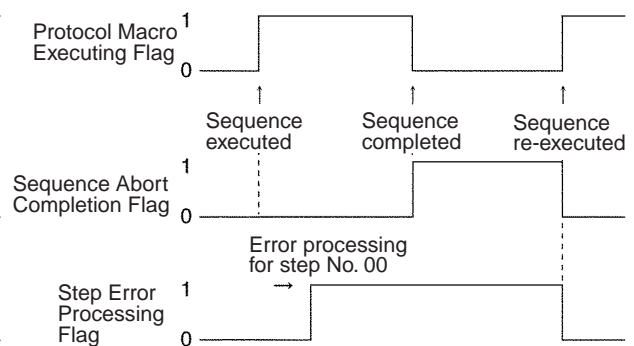 Protocol Macro
Executing Flag
1
0
Sequence
executed
Sequence
completed
Sequence
re-executed
Sequence Abort
Completion Flag
1
0
Error processing
for step No. 00
Step Error
Processing
Flag
1
0